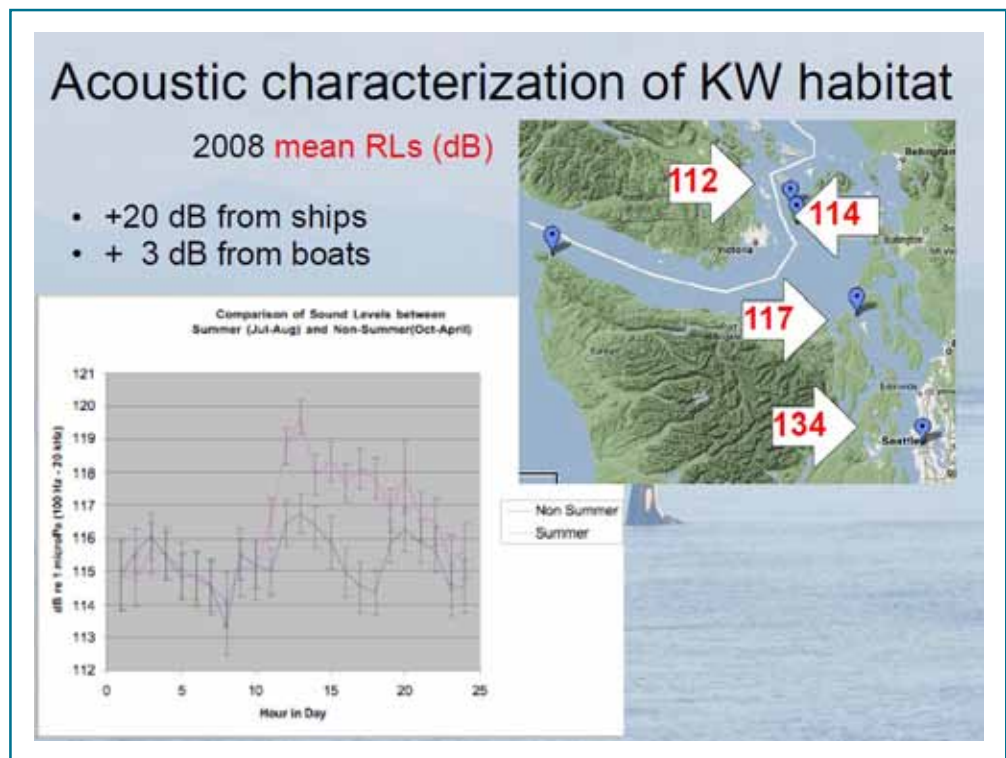 Acoustic characterization of KW habitat
2008 mean RLs (dB)
• +20 dB from ships
• + 3 dB from boats
112
114
117
134
Bellingham
Victoria
Seattle
Comparison of Sound Levels between
Summer (Jul-Aug) and Non-Summer(Oct-April)
dB re 1 microPa (100 Hz - 20 kHz)
121
120
119
118
117
116
115
114
113
112
0 5 10 15 20 25
Hour in Day
Non Summer
Summer